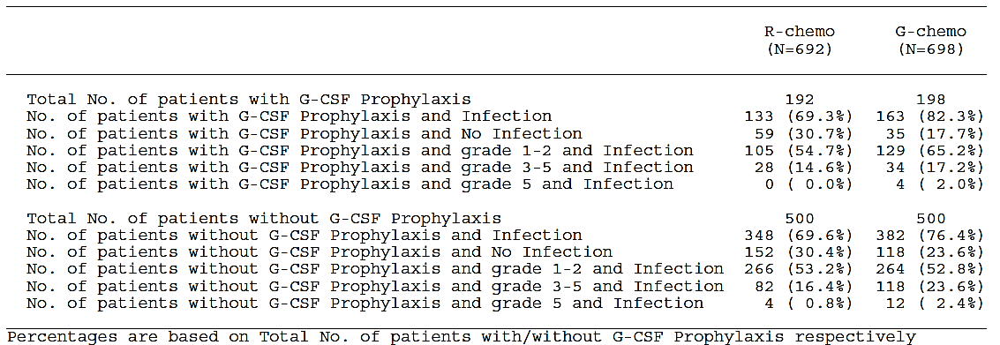 R-chemo G-chemo
(N=692) (N=698)
Total No. of patients with G-CSF Prophylaxis 192 198
No. of patients with G-CSF Prophylaxis and Infection 133 (69.3%) 163 (82.3%)
No. of patients with G-CSF Prophylaxis and No Infection 59 (30.7%) 35 (17.7%)
No. of patients with G-CSF Prophylaxis and grade 1-2 and Infection 105 (54.7%) 129 (65.2%)
No. of patients with G-CSF Prophylaxis and grade 3-5 and Infection 28 (14.6%) 34 (17.2%)
No. of patients with G-CSF Prophylaxis and grade 5 and Infection 0 ( 0.0%) 4 ( 2.0%)
Total No. of patients without G-CSF Prophylaxis 500 500
No. of patients without G-CSF Prophylaxis and Infection 348 (69.6%) 382 (76.4%)
No. of patients without G-CSF Prophylaxis and No Infection 152 (30.4%) 118 (23.6%)
No. of patients without G-CSF Prophylaxis and grade 1-2 and Infection 266 (53.2%) 264 (52.8%)
No. of patients without G-CSF Prophylaxis and grade 3-5 and Infection 82 (16.4%) 118 (23.6%)
No. of patients without G-CSF Prophylaxis and grade 5 and Infection 4 ( 0.8%) 12 ( 2.4%)
Percentages are based on Total No. of patients with/without G-CSF Prophylaxis respectively